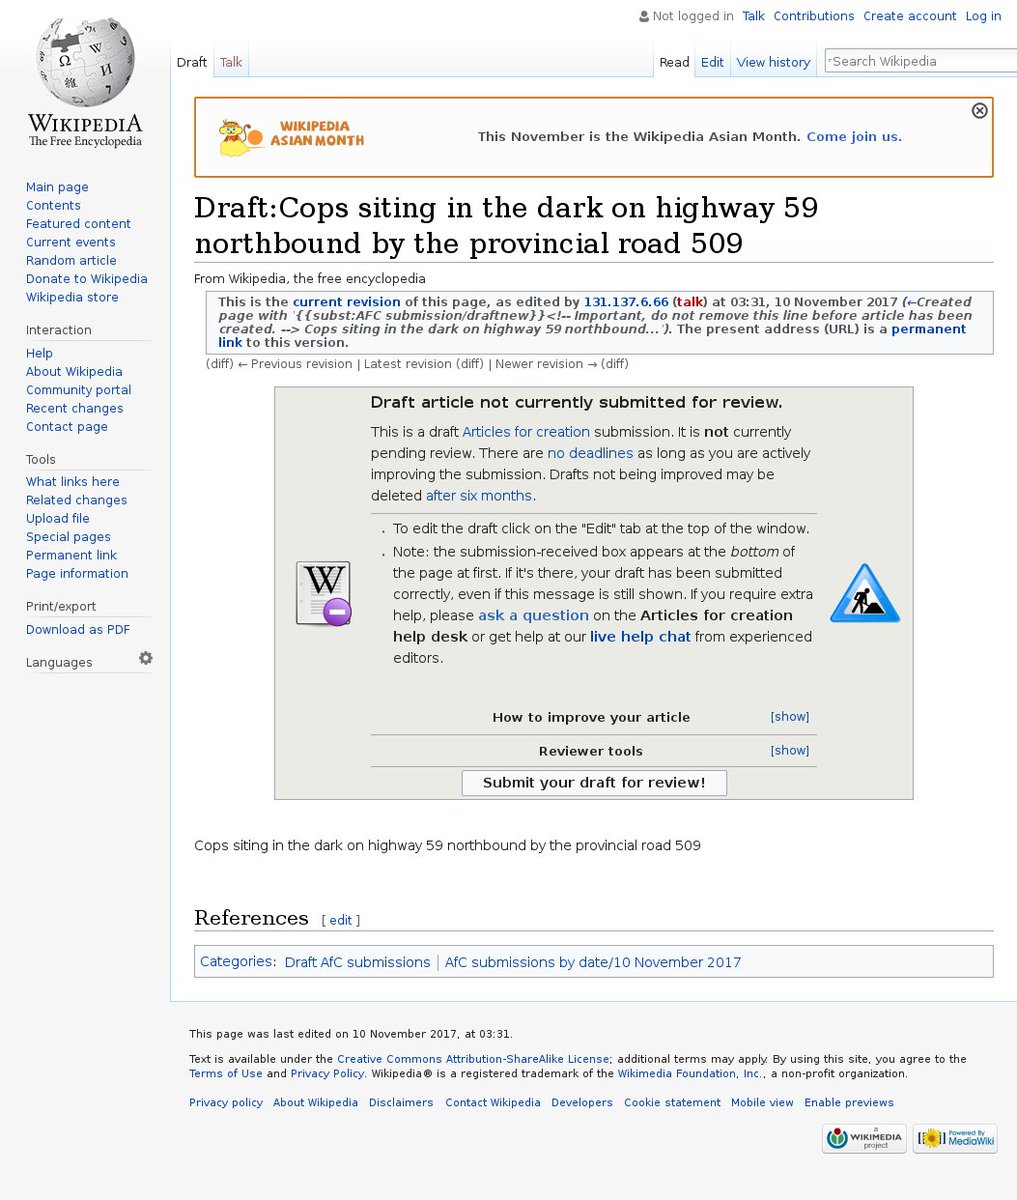 Not logged in Talk Contributions Create account Log in
Draft Talk Read Edit View history Search Wikipedia
WIKIPEDIA
The Free Encyclopedia
Main page
Contents
Featured content
Current events
Random article
Donate to Wikipedia
Wikipedia store
Interaction
Help
About Wikipedia
Community portal
Recent changes
Contact page
Tools
What links here
Related changes
Upload file
Special pages
Permanent link
Page information
Print/export
Download as PDF
Languages
WIKIPEDIA
ASIAN MONTH
This November is the Wikipedia Asian Month. Come join us.
Draft:Cops siting in the dark on highway 59
northbound by the provincial road 509
From Wikipedia, the free encyclopedia
This is the current revision of this page, as edited by 131.137.6.66 (talk) at 03:31, 10 November 2017 (←Created
page with '{{subst:AFC submission/draftnew}}<!-- Important, do not remove this line before article has been
created. --> Cops siting in the dark on highway 59 northbound...'). The present address (URL) is a permanent
link to this version.
(diff) ← Previous revision | Latest revision (diff) | Newer revision → (diff)
Draft article not currently submitted for review.
This is a draft Articles for creation submission. It is not currently
pending review. There are no deadlines as long as you are actively
improving the submission. Drafts not being improved may be
deleted after six months.
To edit the draft click on the "Edit" tab at the top of the window.
Note: the submission-received box appears at the bottom of
the page at first. If it's there, your draft has been submitted
correctly, even if this message is still shown. If you require extra
help, please ask a question on the Articles for creation
help desk or get help at our live help chat from experienced
editors.
How to improve your article [show]
Reviewer tools [show]
Submit your draft for review!
Cops siting in the dark on highway 59 northbound by the provincial road 509
References [ edit ]
Categories: Draft AfC submissions | AfC submissions by date/10 November 2017
This page was last edited on 10 November 2017, at 03:31.
Text is available under the Creative Commons Attribution-ShareAlike License; additional terms may apply. By using this site, you agree to the
Terms of Use and Privacy Policy. Wikipedia® is a registered trademark of the Wikimedia Foundation, Inc., a non-profit organization.
Privacy policy About Wikipedia Disclaimers Contact Wikipedia Developers Cookie statement Mobile view Enable previews
a WIKIMEDIA project
Powered By MediaWiki